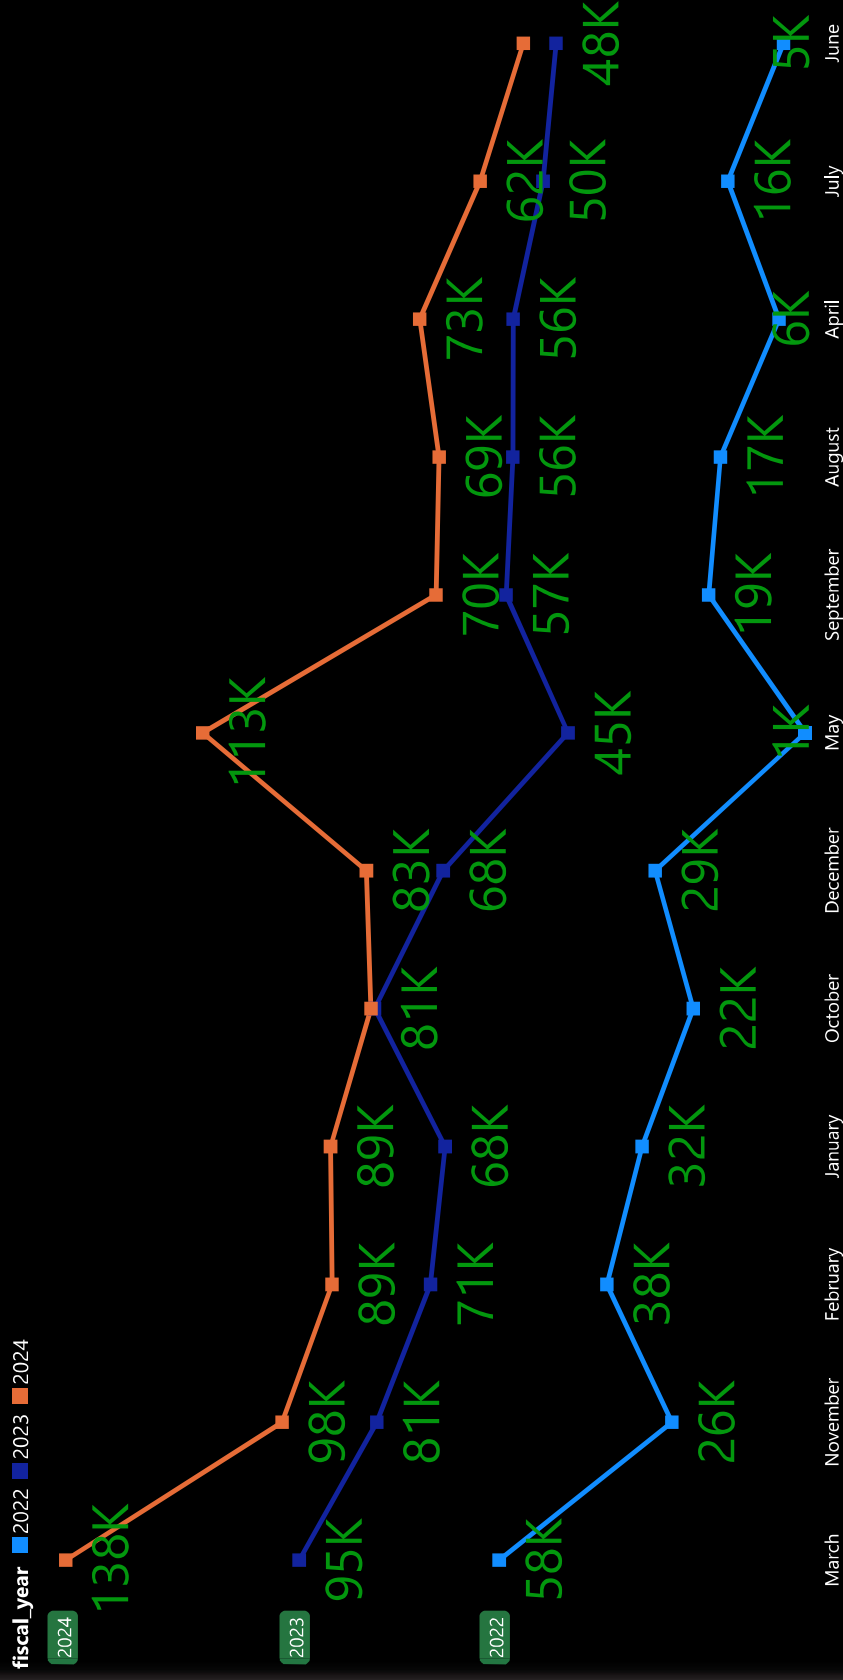 fiscal_year 2022 2023 2024
2024
138K
98K
89K
89K
83K
113K
70K
69K
73K
62K
2023
95K
81K
71K
68K
81K
68K
45K
57K
56K
56K
50K
48K
2022
58K
26K
38K
32K
22K
29K
1K
19K
17K
6K
16K
5K
March November February January October December May September August April July June